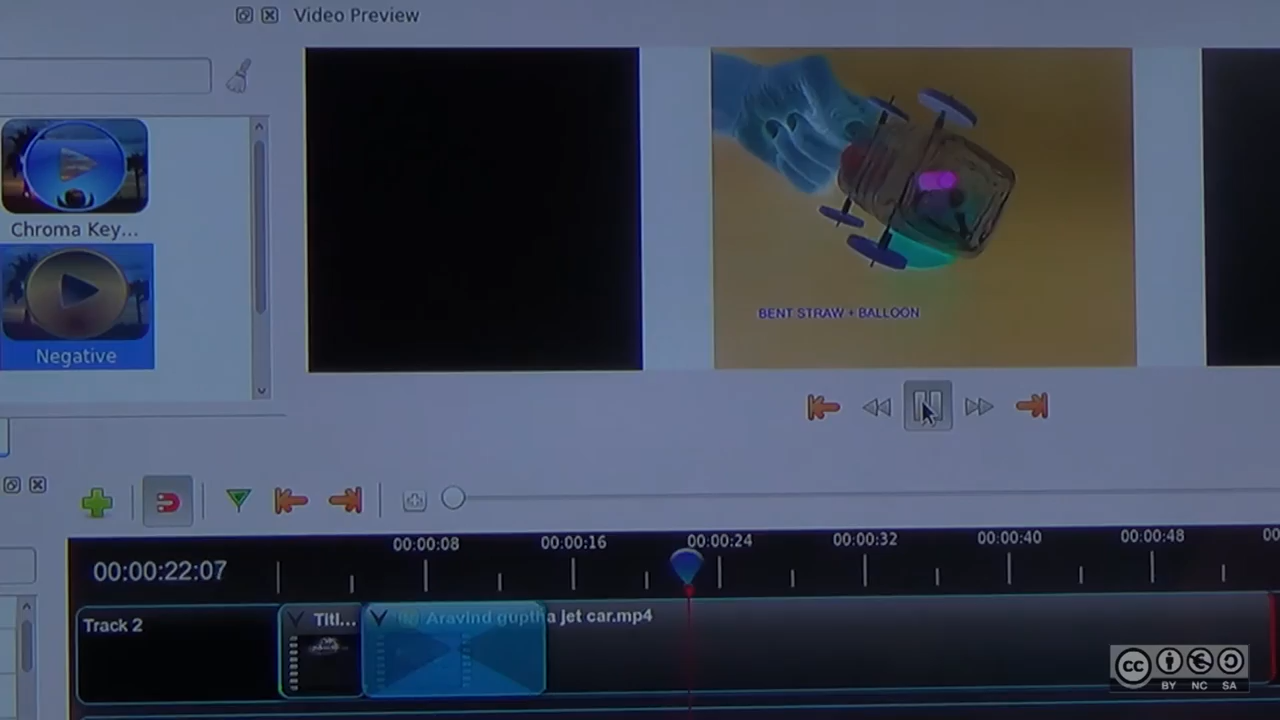 Video Preview
Chroma Key...
Negative
BENT STRAW + BALLOON
00:00:08
00:00:16
00:00:24
00:00:32
00:00:40
00:00:48
00:00:22:07
Track 2
Titl...
Aravind guptha jet car.mp4
cc
BY NC SA